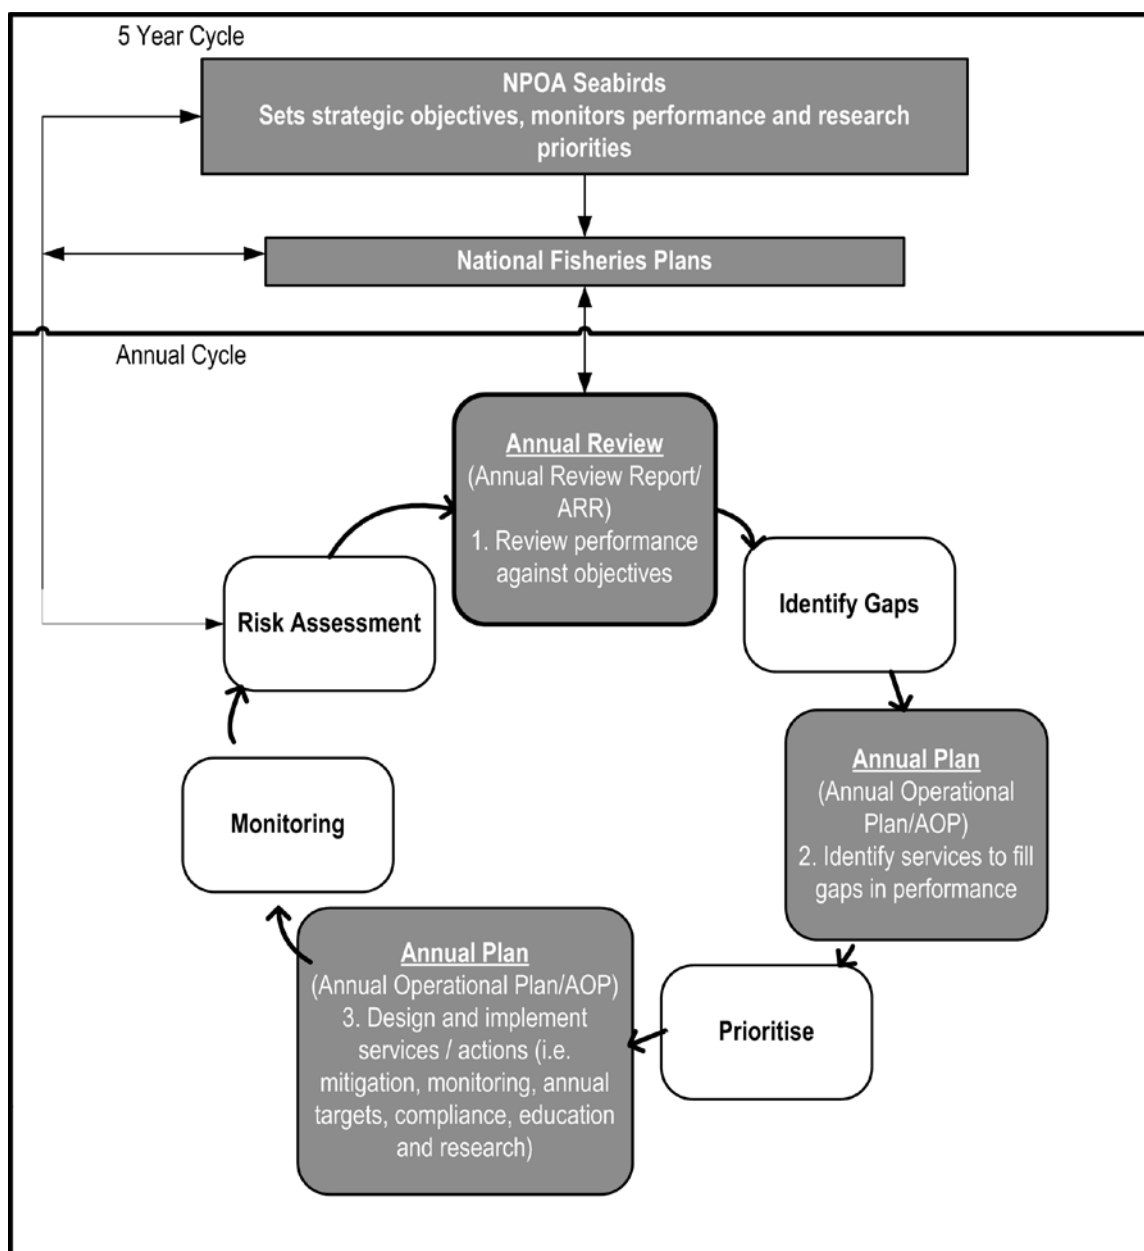 5 Year Cycle
NPOA Seabirds
Sets strategic objectives, monitors performance and research
priorities
National Fisheries Plans
Annual Cycle
Annual Review
(Annual Review Report/
ARR)
1. Review performance
against objectives
Identify Gaps
Risk Assessment
Annual Plan
(Annual Operational
Plan/AOP)
2. Identify services to fill
gaps in performance
Monitoring
Annual Plan
(Annual Operational Plan/AOP)
3. Design and implement
services / actions (i.e.
mitigation, monitoring, annual
targets, compliance, education
and research)
Prioritise